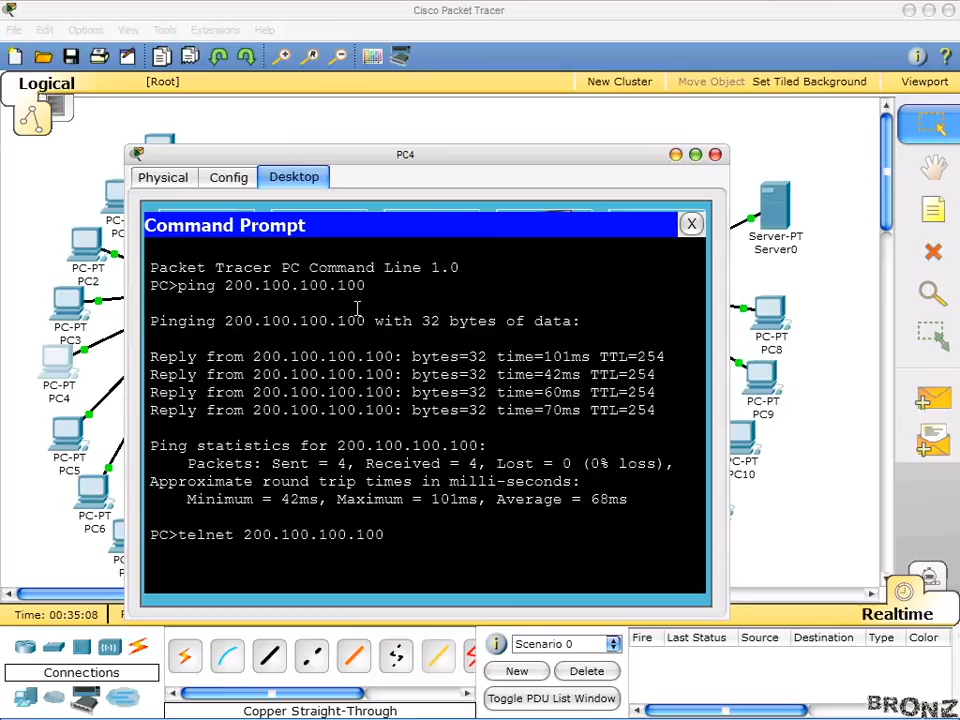 Cisco Packet Tracer
File Edit Options View Tools Extensions Help
Logical
[Root]
New Cluster
Move Object
Set Tiled Background
Viewport
PC4
Physical
Config
Desktop
Command Prompt
X
Packet Tracer PC Command Line 1.0
PC>ping 200.100.100.100
Pinging 200.100.100.100 with 32 bytes of data:
Reply from 200.100.100.100: bytes=32 time=101ms TTL=254
Reply from 200.100.100.100: bytes=32 time=42ms TTL=254
Reply from 200.100.100.100: bytes=32 time=60ms TTL=254
Reply from 200.100.100.100: bytes=32 time=70ms TTL=254
Ping statistics for 200.100.100.100:
Packets: Sent = 4, Received = 4, Lost = 0 (0% loss),
Approximate round trip times in milli-seconds:
Minimum = 42ms, Maximum = 101ms, Average = 68ms
PC>telnet 200.100.100.100
PC-PT
PC2
PC-PT
PC3
PC-PT
PC4
PC-PT
PC5
PC-PT
PC6
Server-PT
Server0
PC-PT
PC8
PC-PT
PC9
PC-PT
PC10
Time: 00:35:08
Realtime
Connections
Copper Straight-Through
Scenario 0
New
Delete
Toggle PDU List Window
Fire
Last Status
Source
Destination
Type
Color
BRONZ